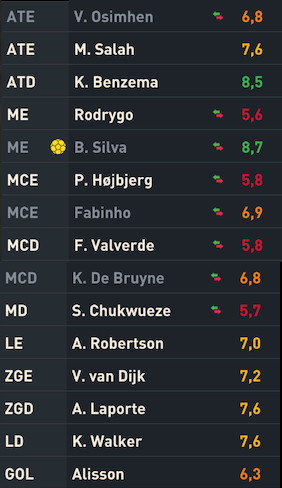 ATE V. Osimhen 6,8
ATE M. Salah 7,6
ATD K. Benzema 8,5
ME Rodrygo 5,6
ME B. Silva 8,7
MCE P. Højbjerg 5,8
MCE Fabinho 6,9
MCD F. Valverde 5,8
MCD K. De Bruyne 6,8
MD S. Chukwueze 5,7
LE A. Robertson 7,0
ZGE V. van Dijk 7,2
ZGD A. Laporte 7,6
LD K. Walker 7,6
GOL Alisson 6,3